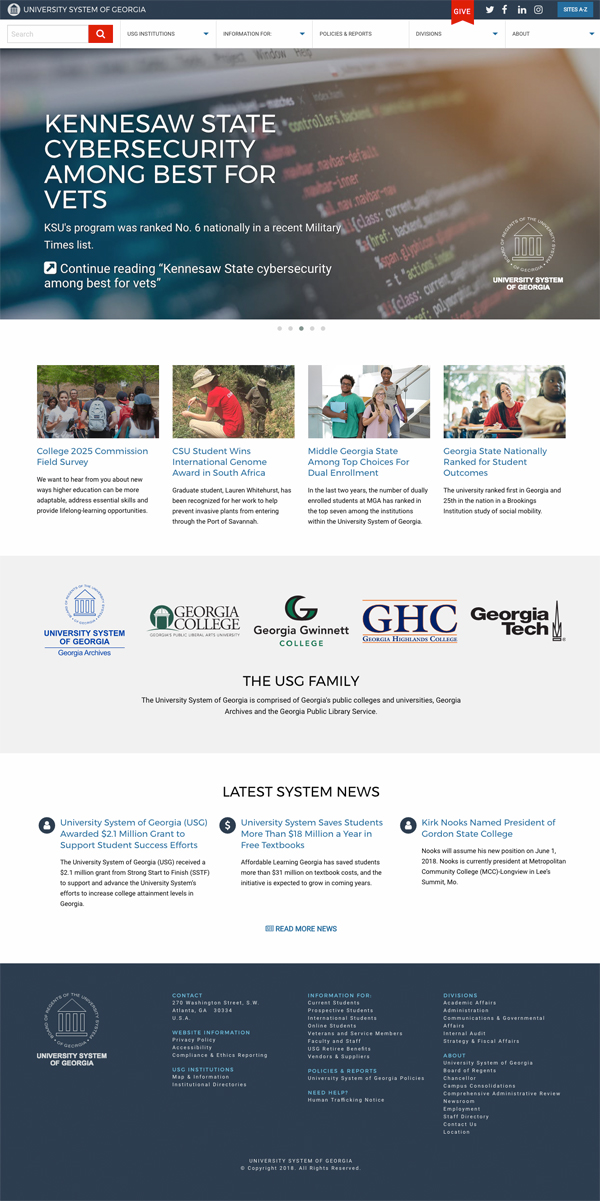 UNIVERSITY SYSTEM OF GEORGIA
GIVE
SITES A-Z
Search
USG INSTITUTIONS
INFORMATION FOR:
POLICIES & REPORTS
DIVISIONS
ABOUT
Project Window Help
index.html
controllers.backend
.navbar-default
.navbar-inner
KENNESAW STATE
CYBERSECURITY
AMONG BEST FOR
VETS
KSU's program was ranked No. 6 nationally in a recent Military
Times list.
Continue reading “Kennesaw State cybersecurity
among best for vets”
UNIVERSITY SYSTEM
OF GEORGIA
College 2025 Commission
Field Survey
We want to hear from you about new
ways higher education can be more
adaptable, address essential skills and
provide lifelong-learning opportunities.
CSU Student Wins
International Genome
Award in South Africa
Graduate student, Lauren Whitehurst, has
been recognized for her work to help
prevent invasive plants from entering
through the Port of Savannah.
Middle Georgia State
Among Top Choices For
Dual Enrollment
In the last two years, the number of dually
enrolled students at MGA has ranked in
the top seven among the institutions
within the University System of Georgia.
Georgia State Nationally
Ranked for Student
Outcomes
The university ranked first in Georgia and
25th in the nation in a Brookings
Institution study of social mobility.
UNIVERSITY SYSTEM
OF GEORGIA
Georgia Archives
GEORGIA
COLLEGE
GEORGIA'S PUBLIC LIBERAL ARTS UNIVERSITY
Georgia Gwinnett
COLLEGE
GHC
GEORGIA HIGHLANDS COLLEGE
Georgia
Tech
THE USG FAMILY
The University System of Georgia is comprised of Georgia's public colleges and universities, Georgia
Archives and the Georgia Public Library Service.
LATEST SYSTEM NEWS
University System of Georgia (USG)
Awarded $2.1 Million Grant to
Support Student Success Efforts
The University System of Georgia (USG) received a
$2.1 million grant from Strong Start to Finish (SSTF)
to support and advance the University System's
efforts to increase college attainment levels in
Georgia.
$
University System Saves Students
More Than $18 Million a Year in
Free Textbooks
Affordable Learning Georgia has saved students
more than $31 million on textbook costs, and the
initiative is expected to grow in coming years.
Kirk Nooks Named President of
Gordon State College
Nooks will assume his new position on June 1,
2018. Nooks is currently president at Metropolitan
Community College (MCC)-Longview in Lee's
Summit, Mo.
READ MORE NEWS
UNIVERSITY SYSTEM
OF GEORGIA
CONTACT
270 Washington Street, S.W.
Atlanta, GA 30334
U.S.A.
WEBSITE INFORMATION
Privacy Policy
Accessibility
Compliance & Ethics Reporting
USG INSTITUTIONS
Map & Information
Institutional Directories
INFORMATION FOR:
Current Students
Prospective Students
International Students
Online Students
Veterans and Service Members
Faculty and Staff
USG Retiree Benefits
Vendors & Suppliers
POLICIES & REPORTS
University System of Georgia Policies
NEED HELP?
Human Trafficking Notice
DIVISIONS
Academic Affairs
Administration
Communications & Governmental
Affairs
Internal Audit
Strategy & Fiscal Affairs
ABOUT
University System of Georgia
Board of Regents
Chancellor
Campus Consolidations
Comprehensive Administrative Review
Newsroom
Employment
Staff Directory
Contact Us
Location
UNIVERSITY SYSTEM OF GEORGIA
© Copyright 2018. All Rights Reserved.